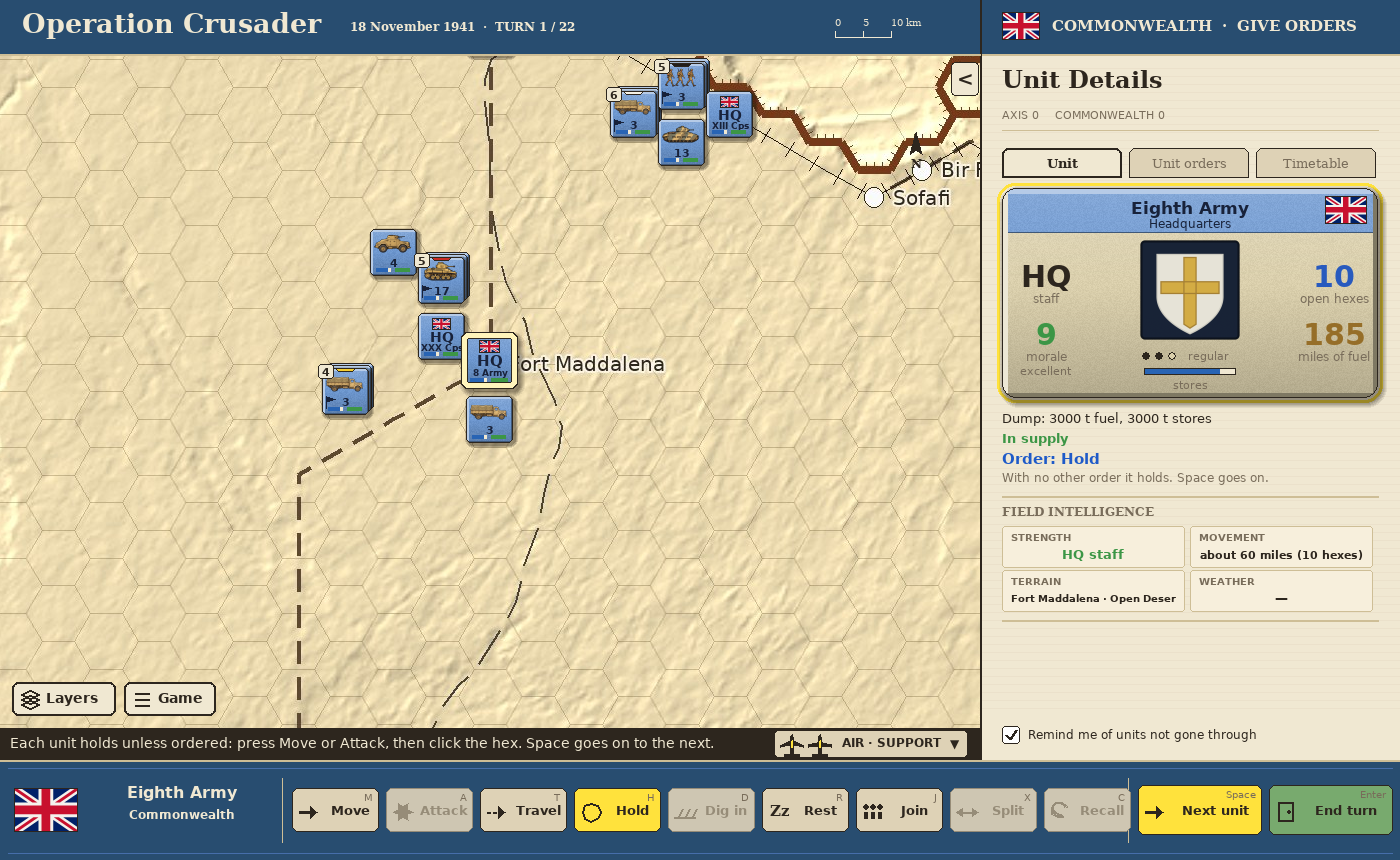 Operation Crusader
18 November 1941 · TURN 1 / 22
0 5 10 km
COMMONWEALTH · GIVE ORDERS
<
Unit Details
AXIS 0 COMMONWEALTH 0
Unit
Unit orders
Timetable
Eighth Army
Headquarters
HQ
staff
10
open hexes
9
morale
excellent
185
miles of fuel
regular
stores
Dump: 3000 t fuel, 3000 t stores
In supply
Order: Hold
With no other order it holds. Space goes on.
FIELD INTELLIGENCE
STRENGTH
HQ staff
MOVEMENT
about 60 miles (10 hexes)
TERRAIN
Fort Maddalena · Open Deser
WEATHER
—
Remind me of units not gone through
5
3
6
3
HQ
XIII Cps
13
N
Bir
Sofafi
4
5
17
HQ
XXX Cps
HQ
8 Army
ort Maddalena
4
3
3
Layers
Game
Each unit holds unless ordered: press Move or Attack, then click the hex. Space goes on to the next.
AIR · SUPPORT ▼
Eighth Army
Commonwealth
M
Move
A
Attack
T
Travel
H
Hold
D
Dig in
R
Zz Rest
J
Join
X
Split
C
Recall
Space
Next unit
Enter
End turn